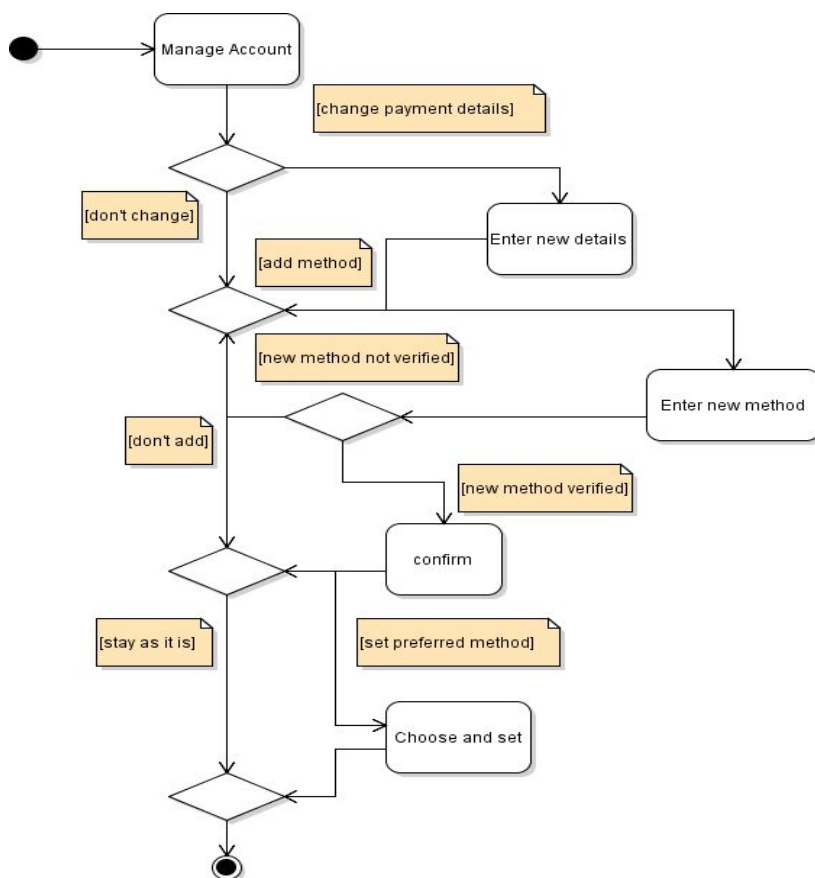 Manage Account
[change payment details]
[don't change]
Enter new details
[add method]
[new method not verified]
Enter new method
[don't add]
[new method verified]
confirm
[stay as it is]
[set preferred method]
Choose and set